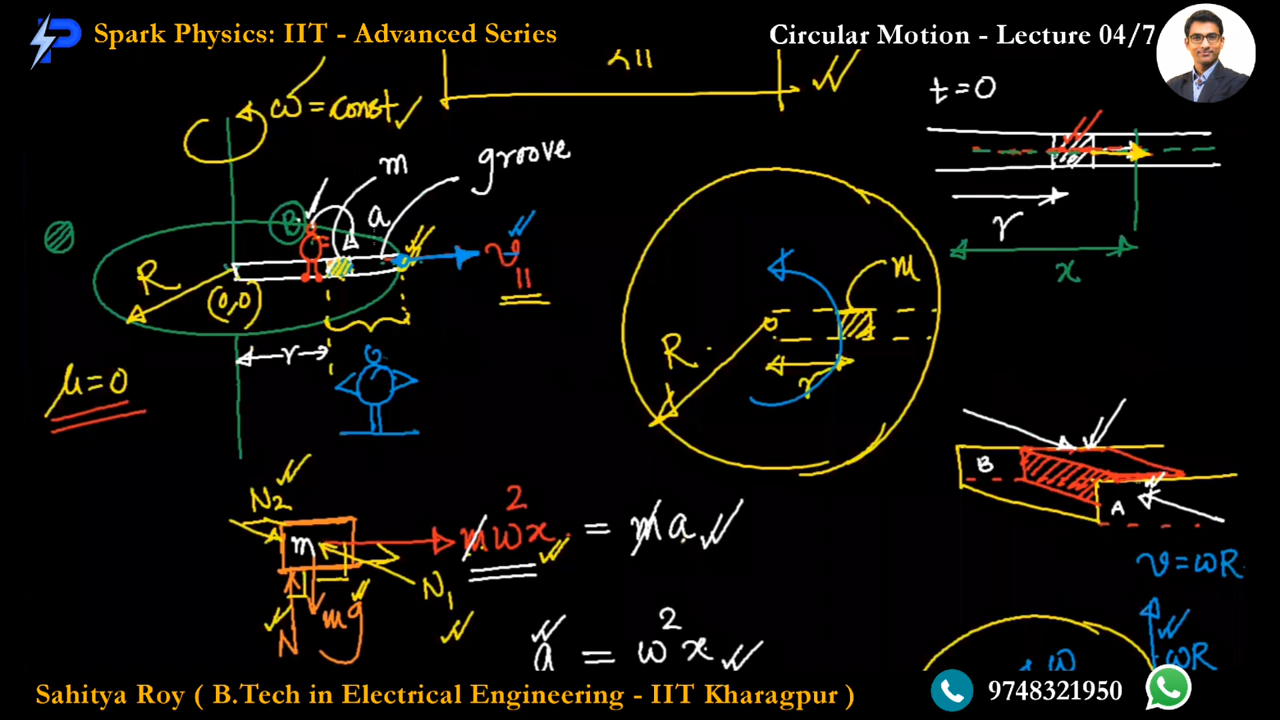 Spark Physics: IIT - Advanced Series
Circular Motion - Lecture 04/7
ω = const
t=0
m
groove
B
a
r
v
R
(0,0)
x
m
r
R
μ=0
r
B
A
N2
m
mω²x = ma
N1
N
mg
v=ωR
a = ω²x
ω
ωR
Sahitya Roy ( B.Tech in Electrical Engineering - IIT Kharagpur )
9748321950